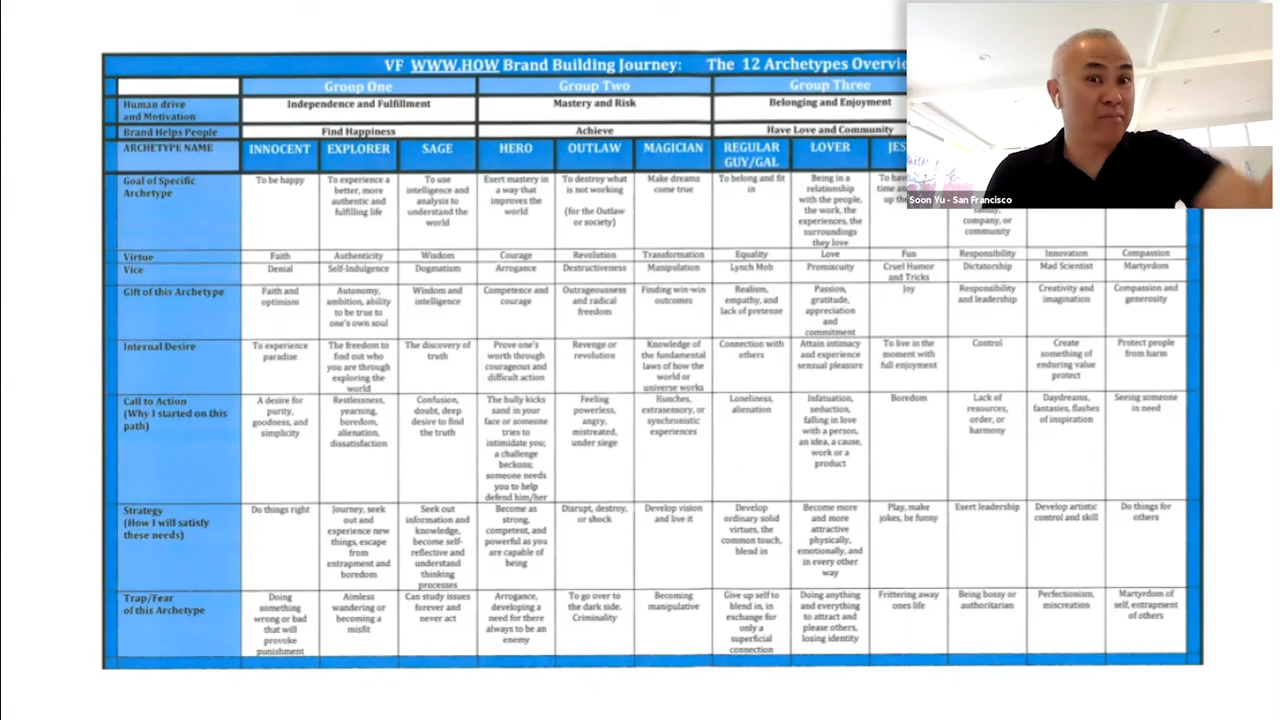 VF WWW.HOW Brand Building Journey: The 12 Archetypes Overvie
Group One Group Two Group Three
Human drive and Motivation Independence and Fulfillment Mastery and Risk Belonging and Enjoyment
Brand Helps People Find Happiness Achieve Have Love and Community
ARCHETYPE NAME INNOCENT EXPLORER SAGE HERO OUTLAW MAGICIAN REGULAR GUY/GAL LOVER JES
Soon Yu - San Francisco
Goal of Specific Archetype To be happy To experience a better, more authentic and fulfilling life To use intelligence and analysis to understand the world Exert mastery in a way that improves the world To destroy what is not working (for the Outlaw or society) Make dreams come true To belong and fit in Being in a relationship with the people, the work, the experiences, the surroundings they love To hav time an up the family, company, or community
Virtue Faith Authenticity Wisdom Courage Revolution Transformation Equality Love Fun Responsibility Innovation Compassion
Vice Denial Self-Indulgence Dogmatism Arrogance Destructiveness Manipulation Lynch Mob Promiscuity Cruel Humor and Tricks Dictatorship Mad Scientist Martyrdom
Gift of this Archetype Faith and optimism Autonomy, ambition, ability to be true to one's own soul Wisdom and intelligence Competence and courage Outrageousness and radical freedom Finding win-win outcomes Realism, empathy, and lack of pretense Passion, gratitude, appreciation and commitment Joy Responsibility and leadership Creativity and imagination Compassion and generosity
Internal Desire To experience paradise The freedom to find out who you are through exploring the world The discovery of truth Prove one's worth through courageous and difficult action Revenge or revolution Knowledge of the fundamental laws of how the world or universe works Connection with others Attain intimacy and experience sensual pleasure To live in the moment with full enjoyment Control Create something of enduring value protect Protect people from harm
Call to Action (Why I started on this path) A desire for purity, goodness, and simplicity Restlessness, yearning, boredom, alienation, dissatisfaction Confusion, doubt, deep desire to find the truth The bully kicks sand in your face or someone tries to intimidate you; a challenge beckons; someone needs you to help defend him/her Feeling powerless, angry, mistreated, under siege Hunches, extrasensory, or synchronistic experiences Loneliness, alienation Infatuation, seduction, falling in love with a person, an idea, a cause, work or a product Boredom Lack of resources, order, or harmony Daydreams, fantasies, flashes of inspiration Seeing someone in need
Strategy (How I will satisfy these needs) Do things right Journey, seek out and experience new things, escape from entrapment and boredom Seek out information and knowledge, become self-reflective and understand thinking processes Become as strong, competent, and powerful as you are capable of being Disrupt, destroy, or shock Develop vision and live it Develop ordinary solid virtues, the common touch, blend in Become more and more attractive physically, emotionally, and in every other way Play, make jokes, be funny Exert leadership Develop artistic control and skill Do things for others
Trap/Fear of this Archetype Doing something wrong or bad that will provoke punishment Aimless wandering or becoming a misfit Can study issues forever and never act Arrogance, developing a need for there always to be an enemy To go over to the dark side. Criminality Becoming manipulative Give up self to blend in, in exchange for only a superficial connection Doing anything and everything to attract and please others, losing identity Frittering away ones life Being bossy or authoritarian Perfectionism, miscreation Martyrdom of self, entrapment of others